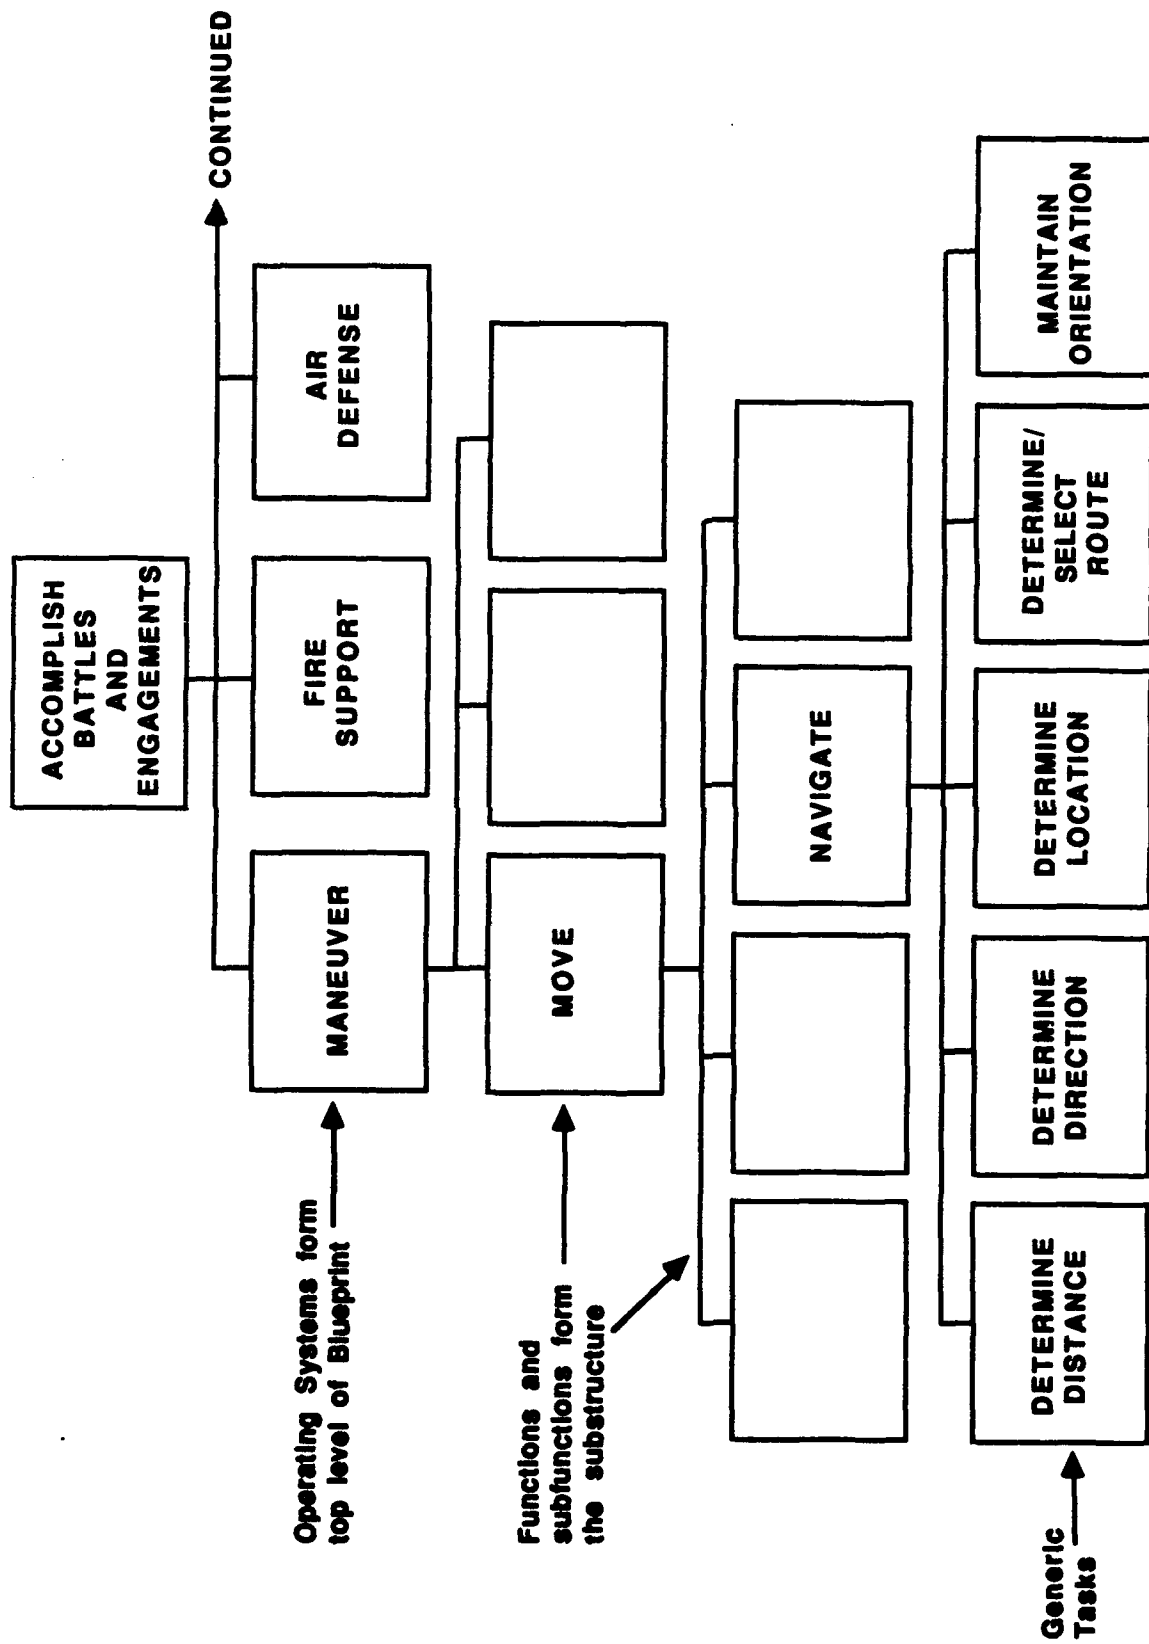 ACCOMPLISH
BATTLES
AND
ENGAGEMENTS
CONTINUED
Operating Systems form
top level of Blueprint
MANEUVER
FIRE
SUPPORT
AIR
DEFENSE
Functions and
subfunctions form
the substructure
MOVE
NAVIGATE
Generic
Tasks
DETERMINE
DISTANCE
DETERMINE
DIRECTION
DETERMINE
LOCATION
DETERMINE/
SELECT
ROUTE
MAINTAIN
ORIENTATION